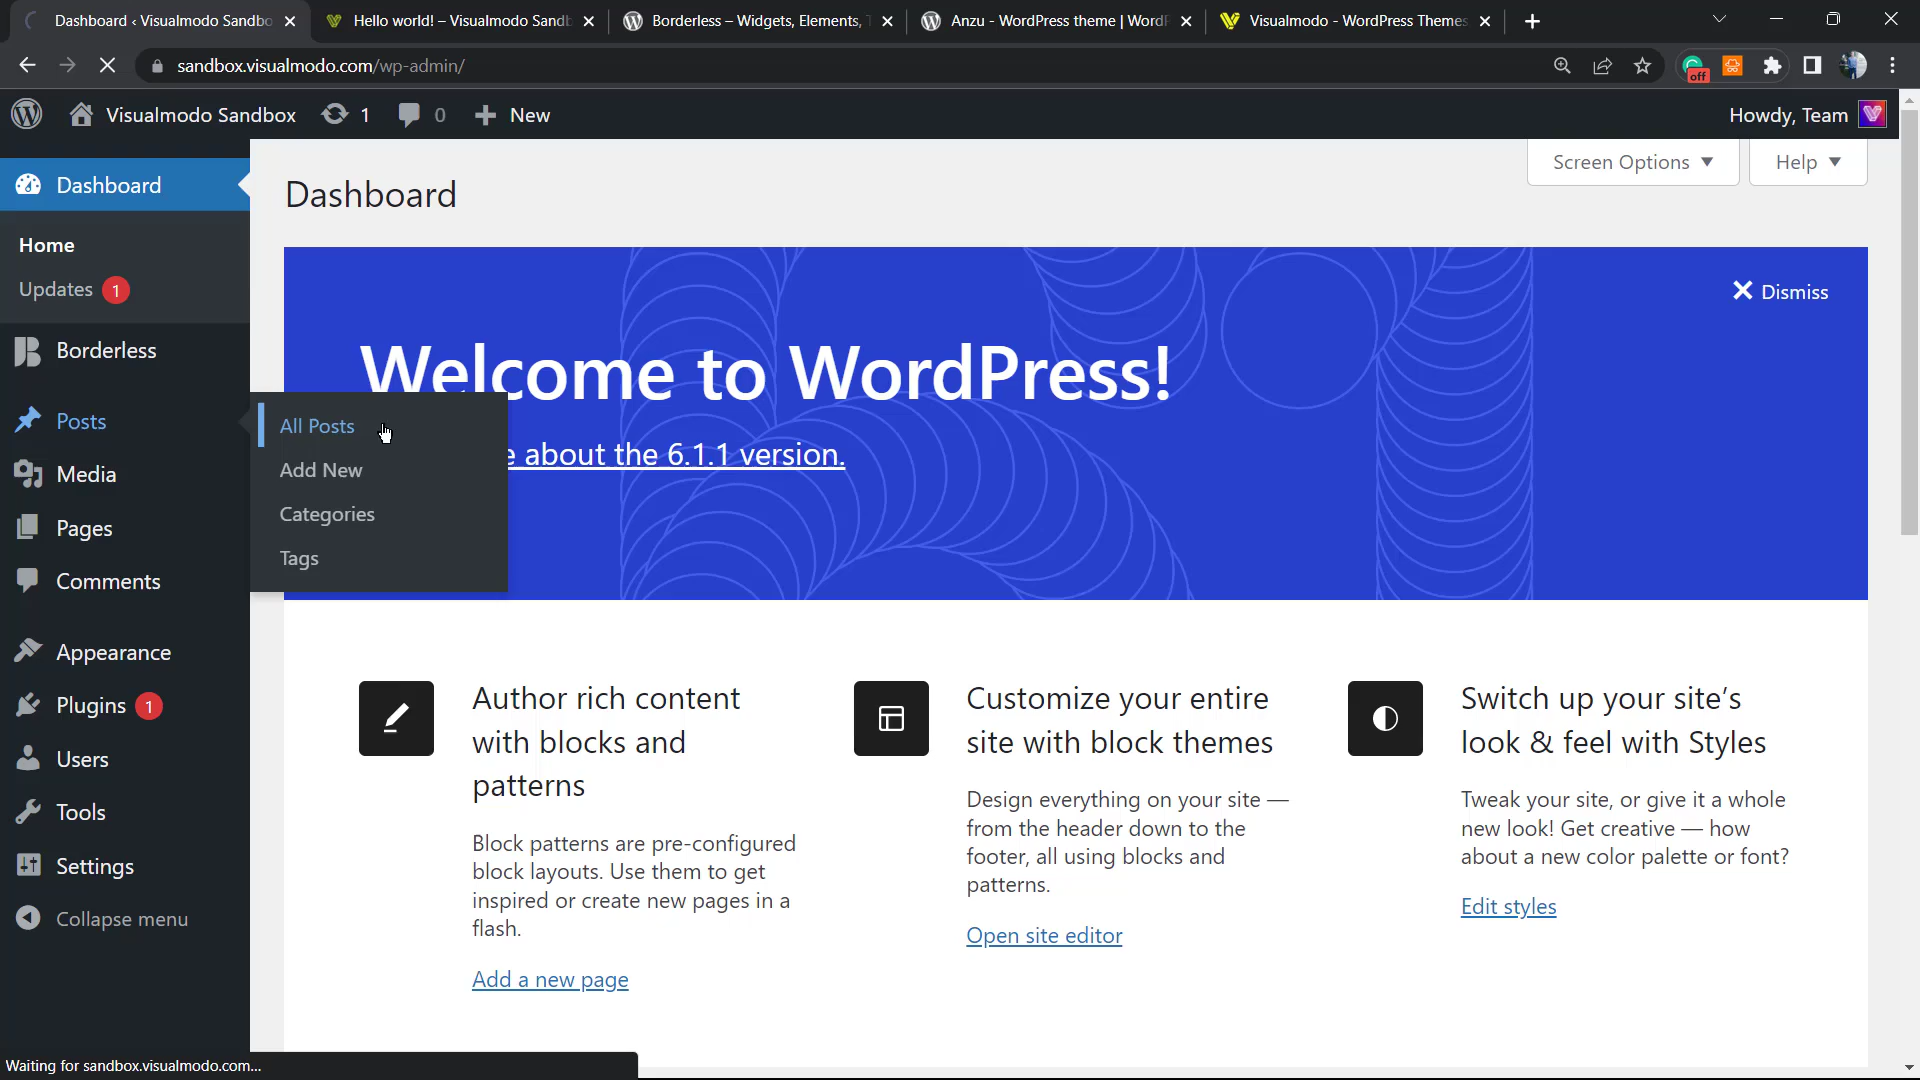 Dashboard ‹ Visualmodo Sandbo
Hello world! – Visualmodo Sandb
Borderless – Widgets, Elements,
Anzu - WordPress theme | WordP
Visualmodo - WordPress Themes
sandbox.visualmodo.com/wp-admin/
off
Visualmodo Sandbox
1
0
New
Howdy, Team
Dashboard
Home
Updates 1
Borderless
Posts
Media
Pages
Comments
Appearance
Plugins 1
Users
Tools
Settings
Collapse menu
All Posts
Add New
Categories
Tags
Screen Options
Help
Dashboard
Dismiss
Welcome to WordPress!
about the 6.1.1 version.
Author rich content
with blocks and
patterns
Block patterns are pre-configured
block layouts. Use them to get
inspired or create new pages in a
flash.
Add a new page
Customize your entire
site with block themes
Design everything on your site —
from the header down to the
footer, all using blocks and
patterns.
Open site editor
Switch up your site’s
look & feel with Styles
Tweak your site, or give it a whole
new look! Get creative — how
about a new color palette or font?
Edit styles
Waiting for sandbox.visualmodo.com...